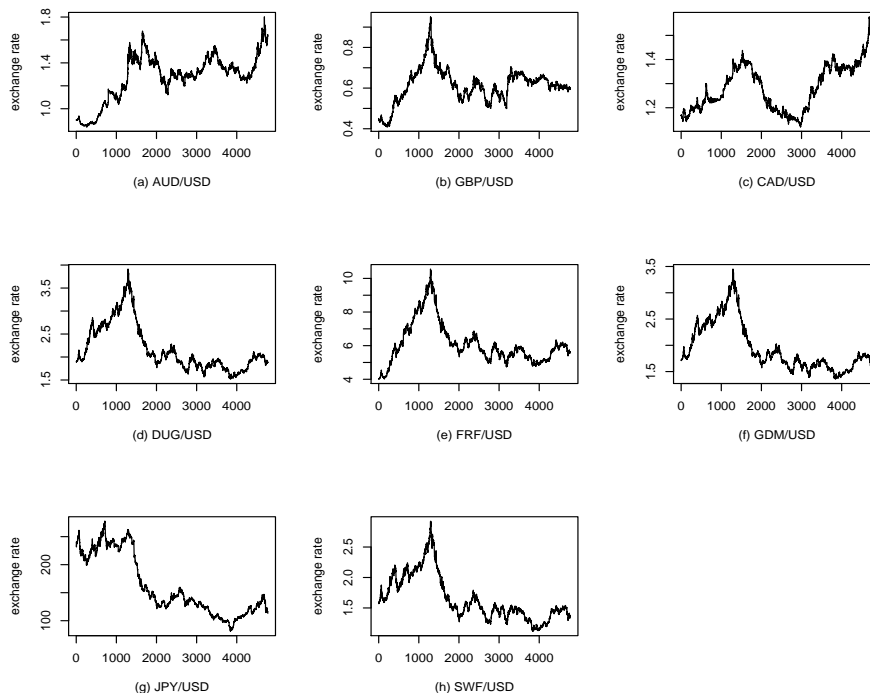 exchange rate
1.0 1.4 1.8
0 1000 2000 3000 4000
(a) AUD/USD
exchange rate
0.4 0.6 0.8
0 1000 2000 3000 4000
(b) GBP/USD
exchange rate
1.2 1.4
0 1000 2000 3000 4000
(c) CAD/USD
exchange rate
1.5 2.5 3.5
0 1000 2000 3000 4000
(d) DUG/USD
exchange rate
4 6 8 10
0 1000 2000 3000 4000
(e) FRF/USD
exchange rate
1.5 2.5 3.5
0 1000 2000 3000 4000
(f) GDM/USD
exchange rate
100 200
0 1000 2000 3000 4000
(g) JPY/USD
exchange rate
1.5 2.0 2.5
0 1000 2000 3000 4000
(h) SWF/USD